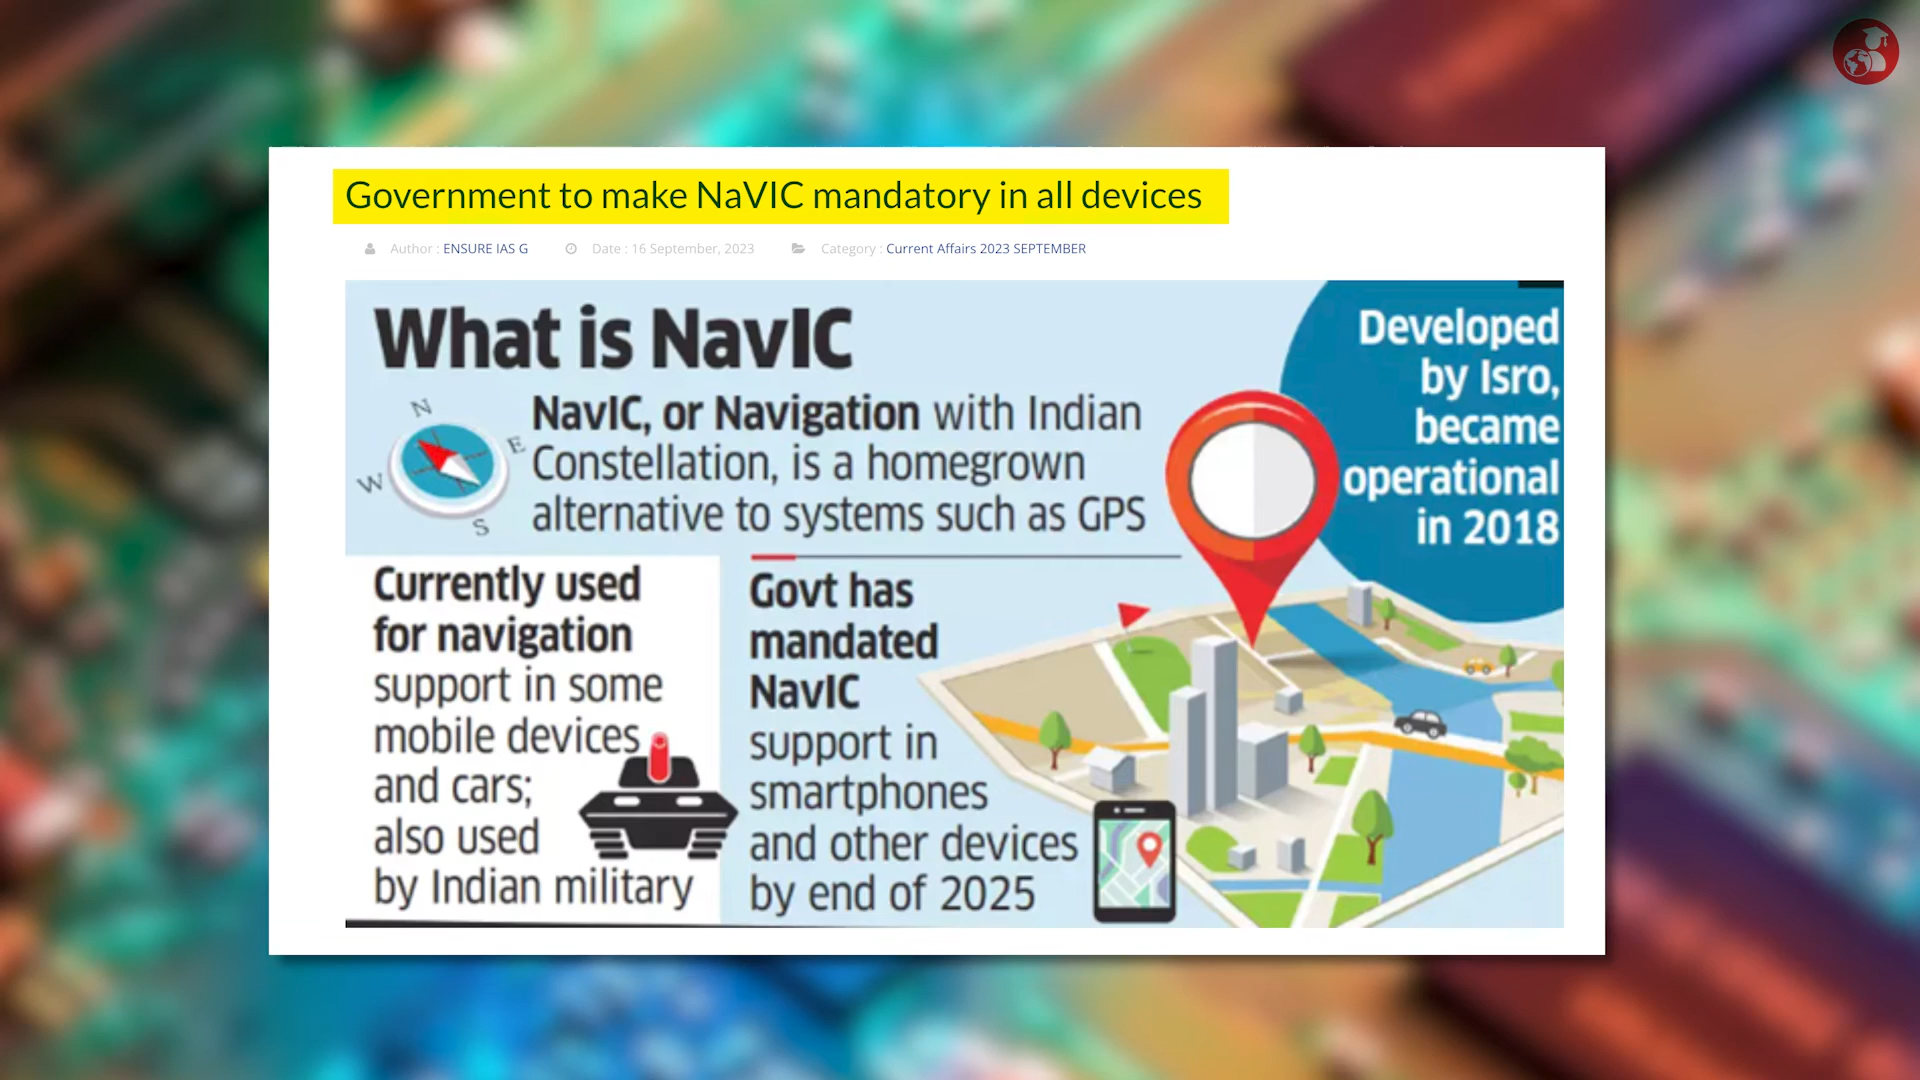 Government to make NaVIC mandatory in all devices
Author : ENSURE IAS G Date : 16 September, 2023 Category : Current Affairs 2023 SEPTEMBER
What is NavIC
NavIC, or Navigation with Indian
Constellation, is a homegrown
alternative to systems such as GPS
N
E
W
S
Developed
by Isro,
became
operational
in 2018
Currently used
for navigation
support in some
mobile devices
and cars;
also used
by Indian military
Govt has
mandated
NavIC
support in
smartphones
and other devices
by end of 2025